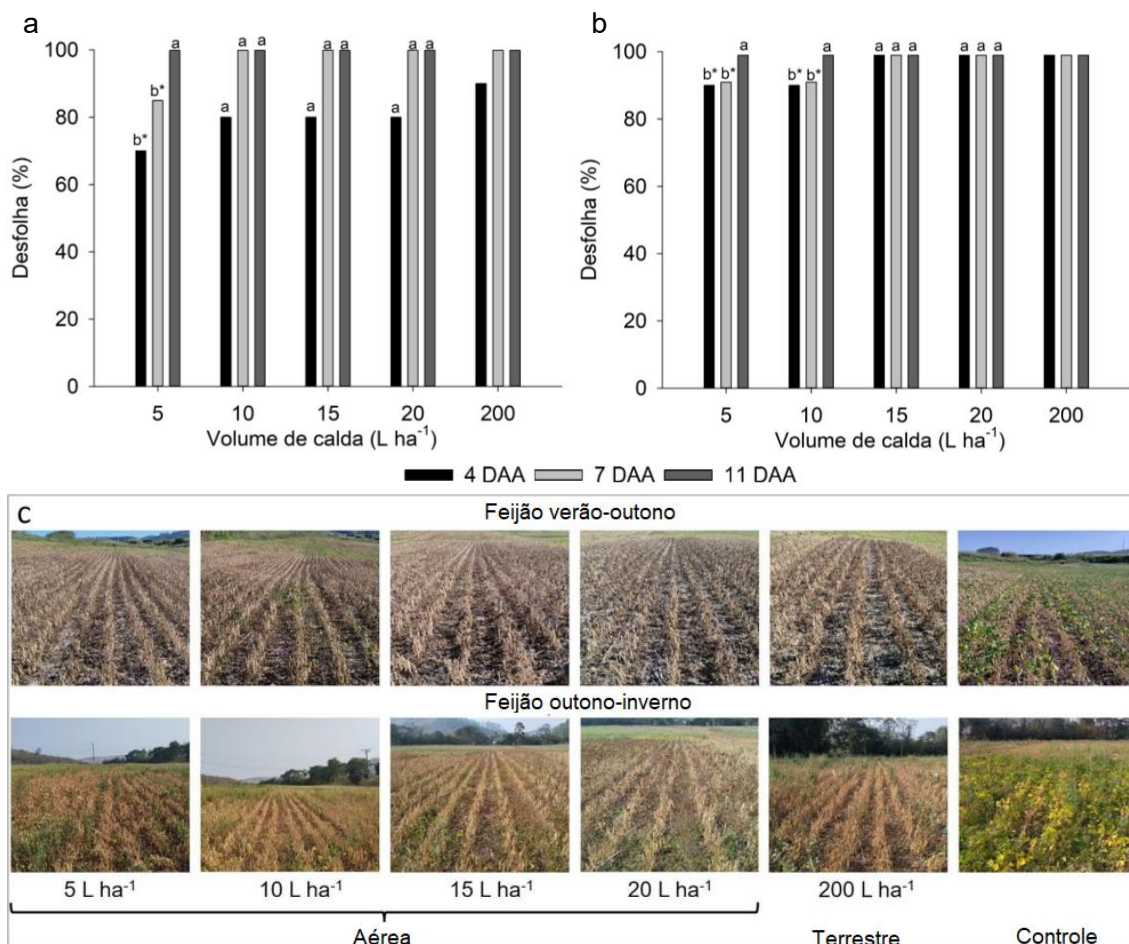 a
a a a a a a a
b*
b*
a a a
100
80
60
40
20
0
Desfolha (%)
5 10 15 20 200
Volume de calda (L ha-1)
b
a a a a a a a a
b* b* b* b*
100
80
60
40
20
0
Desfolha (%)
5 10 15 20 200
Volume de calda (L ha-1)
4 DAA 7 DAA 11 DAA
c
Feijão verão-outono
Feijão outono-inverno
5 L ha-1 10 L ha-1 15 L ha-1 20 L ha-1 200 L ha-1
Aérea Terrestre Controle